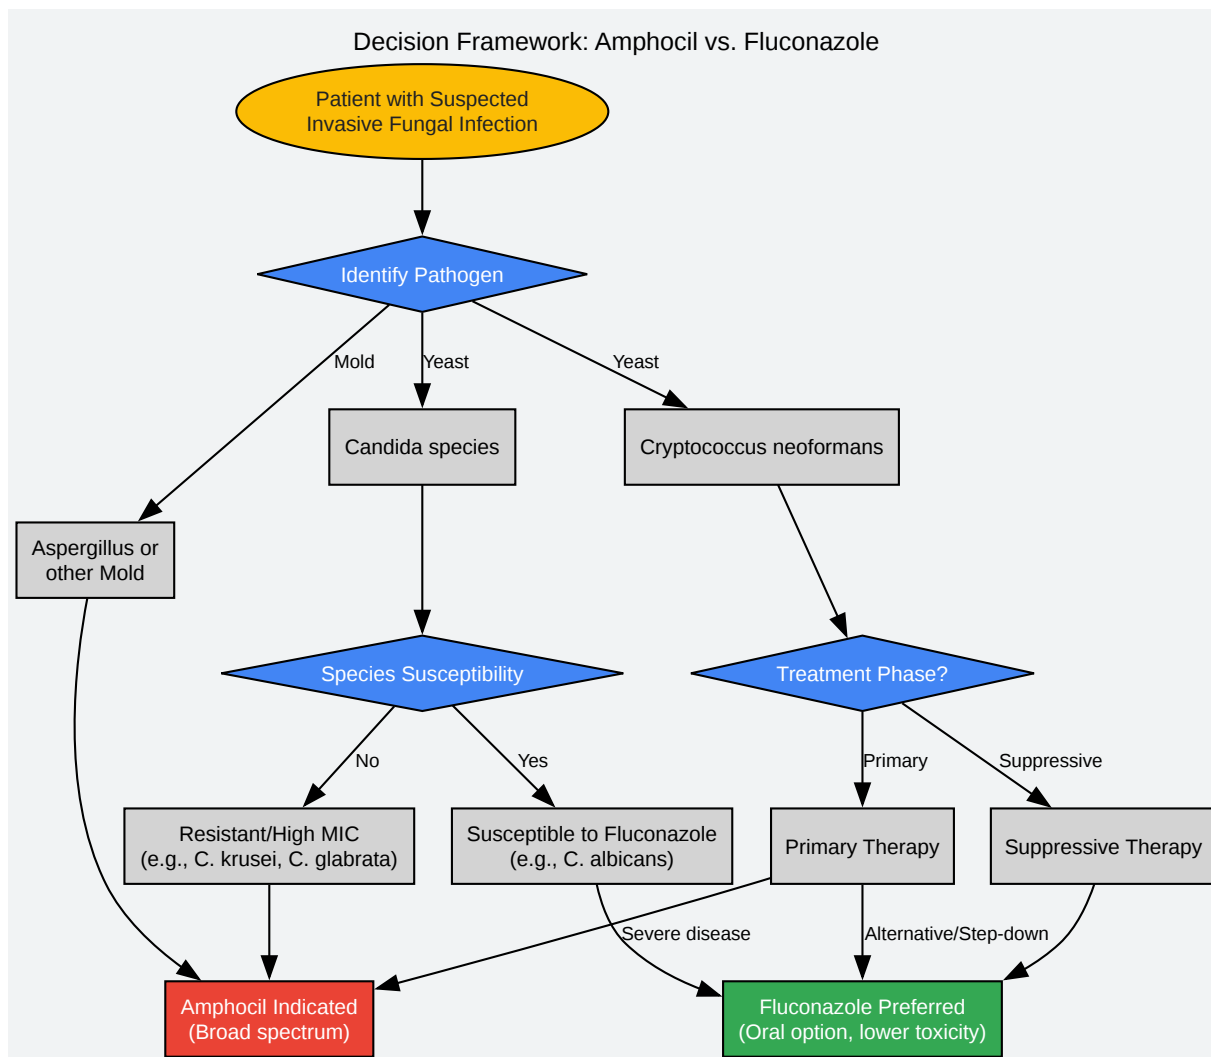 Decision Framework: Amphocil vs. Fluconazole
Patient with Suspected
Invasive Fungal Infection
Identify Pathogen
Mold
Yeast
Yeast
Candida species
Cryptococcus neoformans
Aspergillus or
other Mold
Species Susceptibility
Treatment Phase?
No
Yes
Primary
Suppressive
Resistant/High MIC
(e.g., C. krusei, C. glabrata)
Susceptible to Fluconazole
(e.g., C. albicans)
Primary Therapy
Suppressive Therapy
Severe disease
Alternative/Step-down
Amphocil Indicated
(Broad spectrum)
Fluconazole Preferred
(Oral option, lower toxicity)